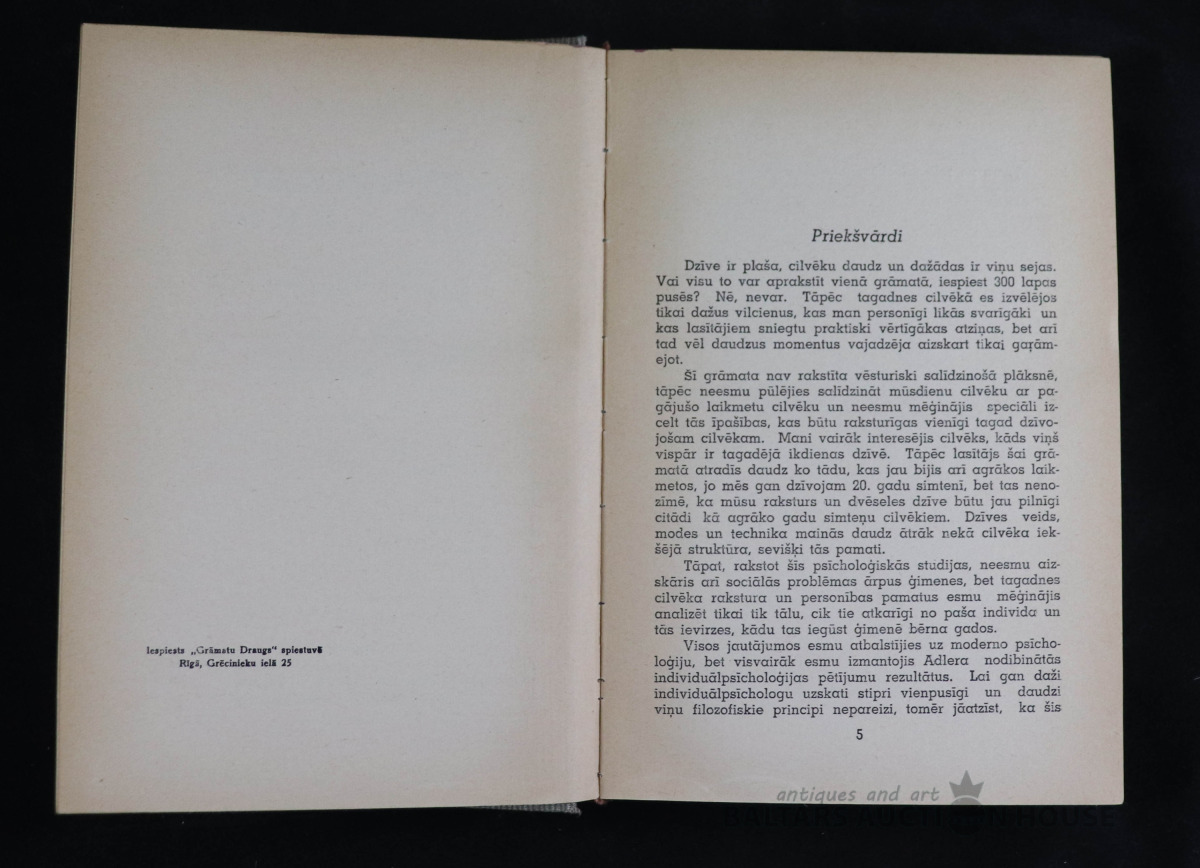 Iespiests „Grāmatu Draugs“ spiestuvē
Rīgā, Grēcinieku ielā 25
Priekšvārdi
Dzīve ir plaša, cilvēku daudz un dažādas ir viņu sejas.
Vai visu to var aprakstīt vienā grāmatā, iespiest 300 lapas
pusēs? Nē, nevar. Tāpēc tagadnes cilvēkā es izvēlējos
tikai dažus vilcienus, kas man personīgi likās svarīgāki un
kas lasītājiem sniegtu praktiski vērtīgākas atziņas, bet arī
tad vēl daudzus momentus vajadzēja aizskart tikai gaŗām-
ejot.
Šī grāmata nav rakstīta vēsturiski salīdzinošā plāksnē,
tāpēc neesmu pūlējies salīdzināt mūsdienu cilvēku ar pa-
gājušo laikmetu cilvēku un neesmu mēģinājis speciāli iz-
celt tās īpašības, kas būtu raksturīgas vienīgi tagad dzīvo-
jošam cilvēkam. Mani vairāk interesējis cilvēks, kāds viņš
vispār ir tagadējā ikdienas dzīvē. Tāpēc lasītājs šai grā-
matā atradīs daudz ko tādu, kas jau bijis arī agrākos laik-
metos, jo mēs gan dzīvojam 20. gadu simtenī, bet tas neno-
zīmē, ka mūsu raksturs un dvēseles dzīve būtu jau pilnīgi
citādi kā agrāko gadu simteņu cilvēkiem. Dzīves veids,
modes un technika mainās daudz ātrāk nekā cilvēka iek-
šējā struktūra, sevišķi tās pamati.
Tāpat, rakstot šīs psīcholoģiskās studijas, neesmu aiz-
skāris arī sociālās problēmas ārpus ģimenes, bet tagadnes
cilvēka rakstura un personības pamatus esmu mēģinājis
analizēt tikai tik tālu, cik tie atkarīgi no paša individa un
tās ievirzes, kādu tas iegūst ģimenē bērna gados.
Visos jautājumos esmu atbalstījies uz moderno psīcho-
loģiju, bet visvairāk esmu izmantojis Adlera nodibinātās
individuālpsīcholoģijas pētījumu rezultātus. Lai gan daži
individuālpsīchologu uzskati stipri vienpusīgi un daudzi
viņu filozofiskie principi nepareizi, tomēr jāatzīst, ka šis
5
antiques and art
BALTARS AUCTION HOUSE